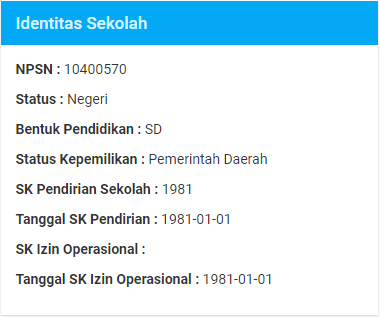 Identitas Sekolah
NPSN : 10400570
Status : Negeri
Bentuk Pendidikan : SD
Status Kepemilikan : Pemerintah Daerah
SK Pendirian Sekolah : 1981
Tanggal SK Pendirian : 1981-01-01
SK Izin Operasional :
Tanggal SK Izin Operasional : 1981-01-01